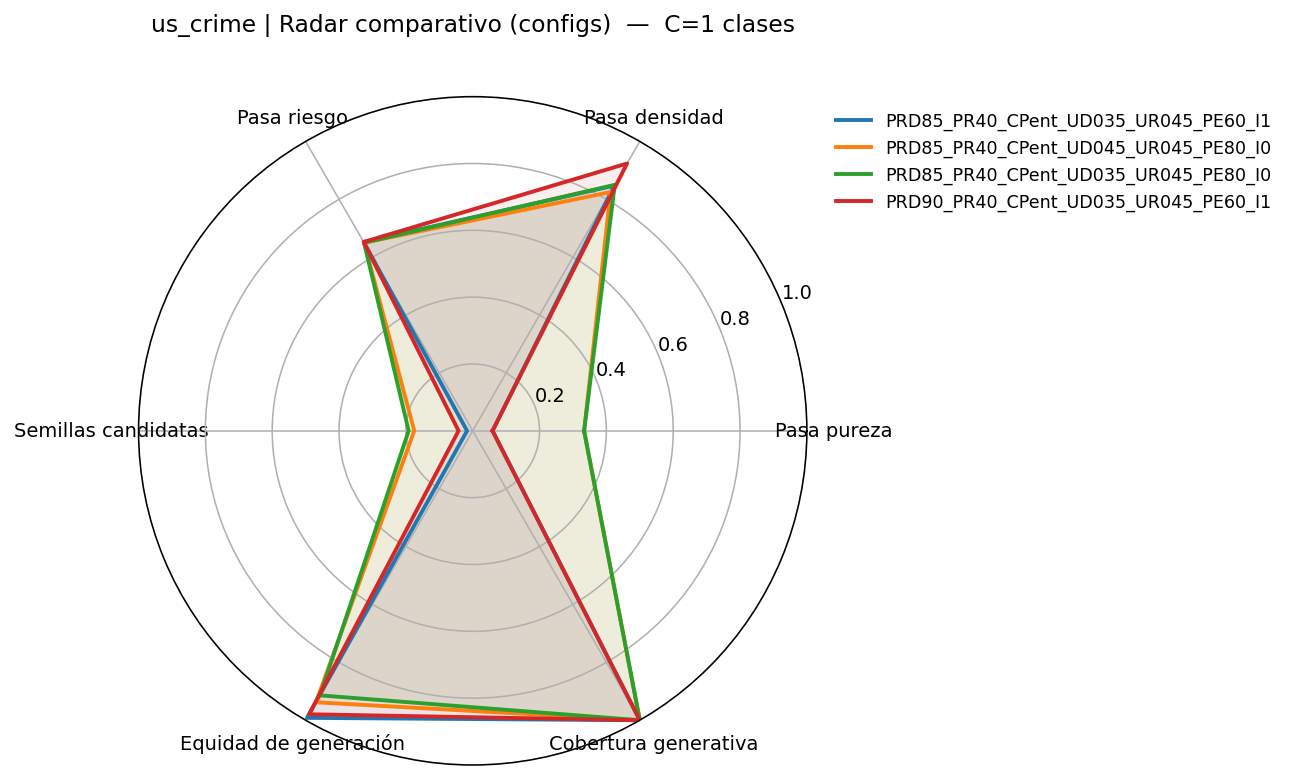 us_crime | Radar comparativo (configs)  —  C=1 clases
Pasa riesgo
Pasa densidad
PRD85_PR40_CPent_UD035_UR045_PE60_I1
PRD85_PR40_CPent_UD045_UR045_PE80_I0
PRD85_PR40_CPent_UD035_UR045_PE80_I0
PRD90_PR40_CPent_UD035_UR045_PE60_I1
1.0
0.8
0.6
0.4
0.2
Semillas candidatas
Pasa pureza
Equidad de generación
Cobertura generativa